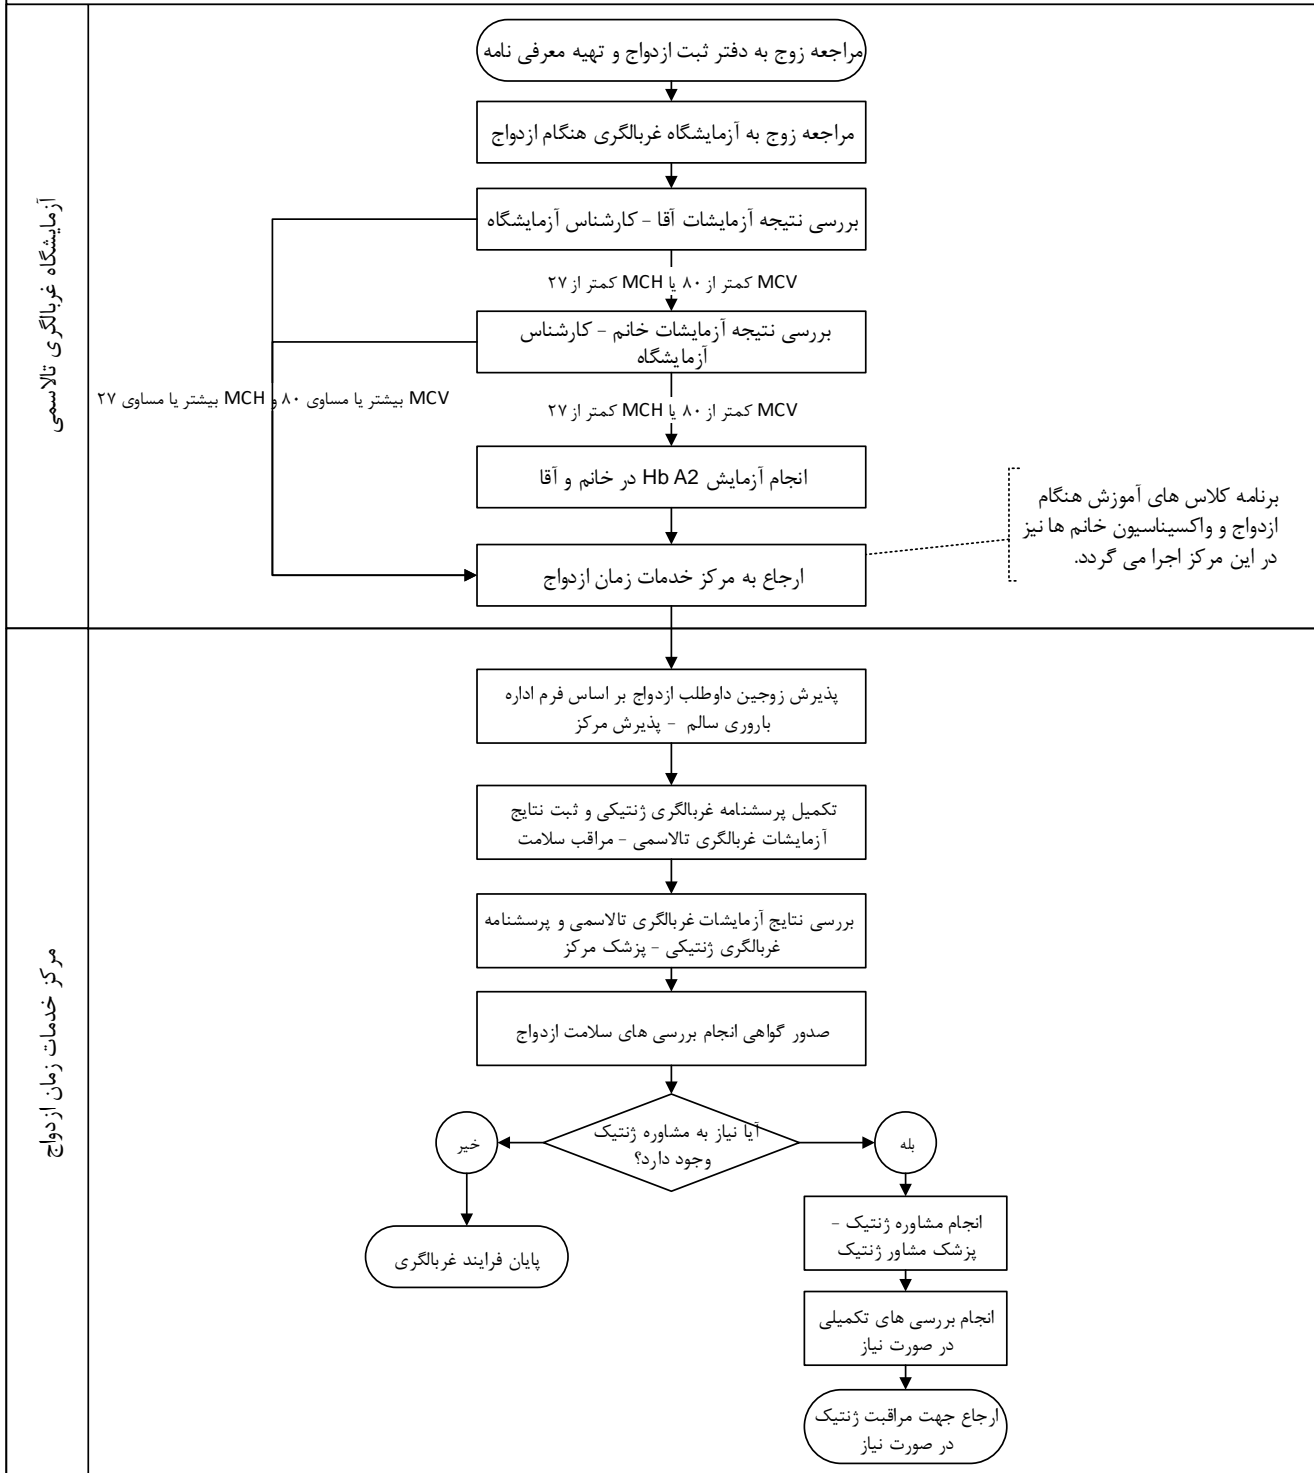 آزمایشگاه غربالگری تالاسمی
مراجعه زوج به دفتر ثبت ازدواج و تهیه معرفی نامه
مراجعه زوج به آزمایشگاه غربالگری هنگام ازدواج
بررسی نتیجه آزمایشات آقا - کارشناس آزمایشگاه
MCV کمتر از ۸۰ یا MCH کمتر از ۲۷
بررسی نتیجه آزمایشات خانم - کارشناس
آزمایشگاه
MCV بیشتر یا مساوی ۸۰ و MCH بیشتر یا مساوی ۲۷
MCV کمتر از ۸۰ یا MCH کمتر از ۲۷
انجام آزمایش Hb A2 در خانم و آقا
برنامه کلاس های آموزش هنگام
ازدواج و واکسیناسیون خانم ها نیز
در این مرکز اجرا می گردد.
ارجاع به مرکز خدمات زمان ازدواج
مرکز خدمات زمان ازدواج
پذیرش زوجین داوطلب ازدواج بر اساس فرم اداره
باروری سالم - پذیرش مرکز
تکمیل پرسشنامه غربالگری ژنتیکی و ثبت نتایج
آزمایشات غربالگری تالاسمی - مراقب سلامت
بررسی نتایج آزمایشات غربالگری تالاسمی و پرسشنامه
غربالگری ژنتیکی - پزشک مرکز
صدور گواهی انجام بررسی های سلامت ازدواج
آیا نیاز به مشاوره ژنتیک
وجود دارد؟
بله
خیر
انجام مشاوره ژنتیک -
پزشک مشاور ژنتیک
پایان فرایند غربالگری
انجام بررسی های تکمیلی
در صورت نیاز
ارجاع جهت مراقبت ژنتیک
در صورت نیاز